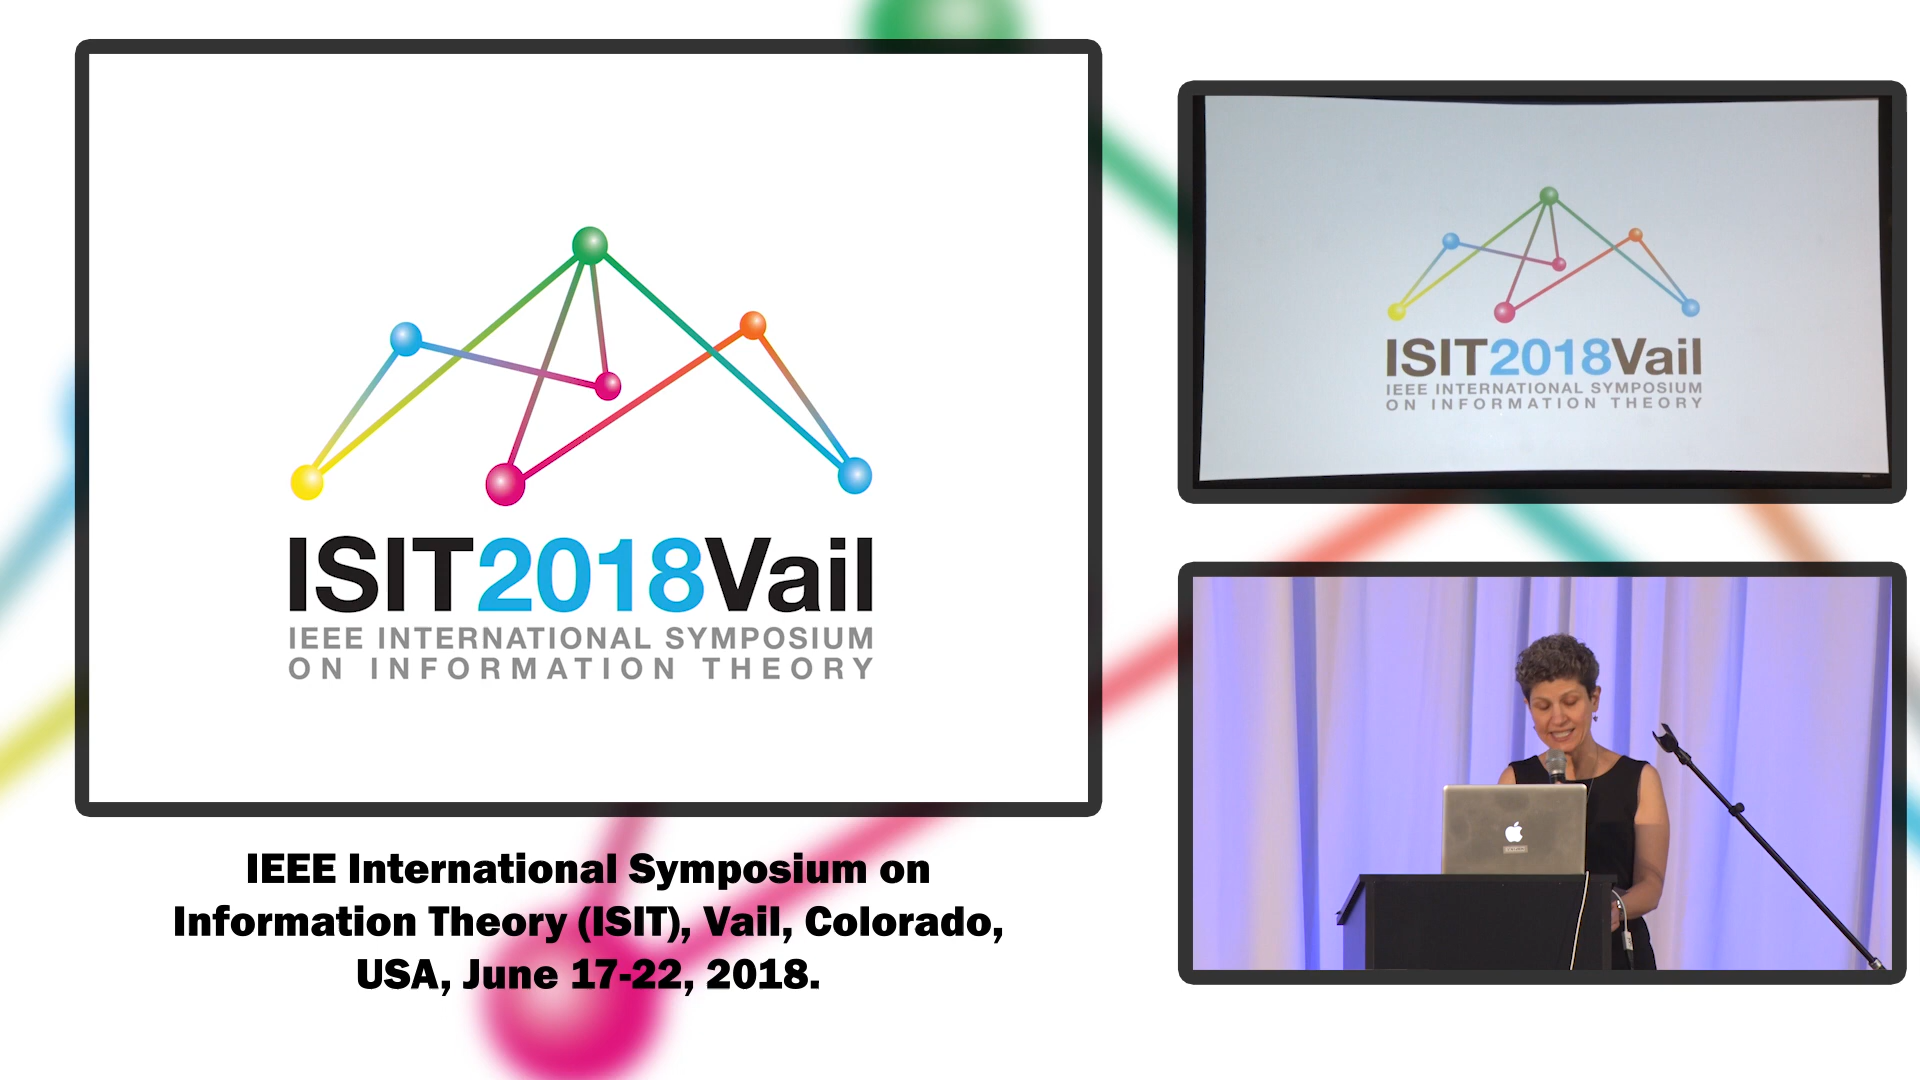 ISIT2018Vail
IEEE INTERNATIONAL SYMPOSIUM
ON INFORMATION THEORY
IEEE International Symposium on
Information Theory (ISIT), Vail, Colorado,
USA, June 17-22, 2018.
ISIT2018Vail
IEEE INTERNATIONAL SYMPOSIUM
ON INFORMATION THEORY